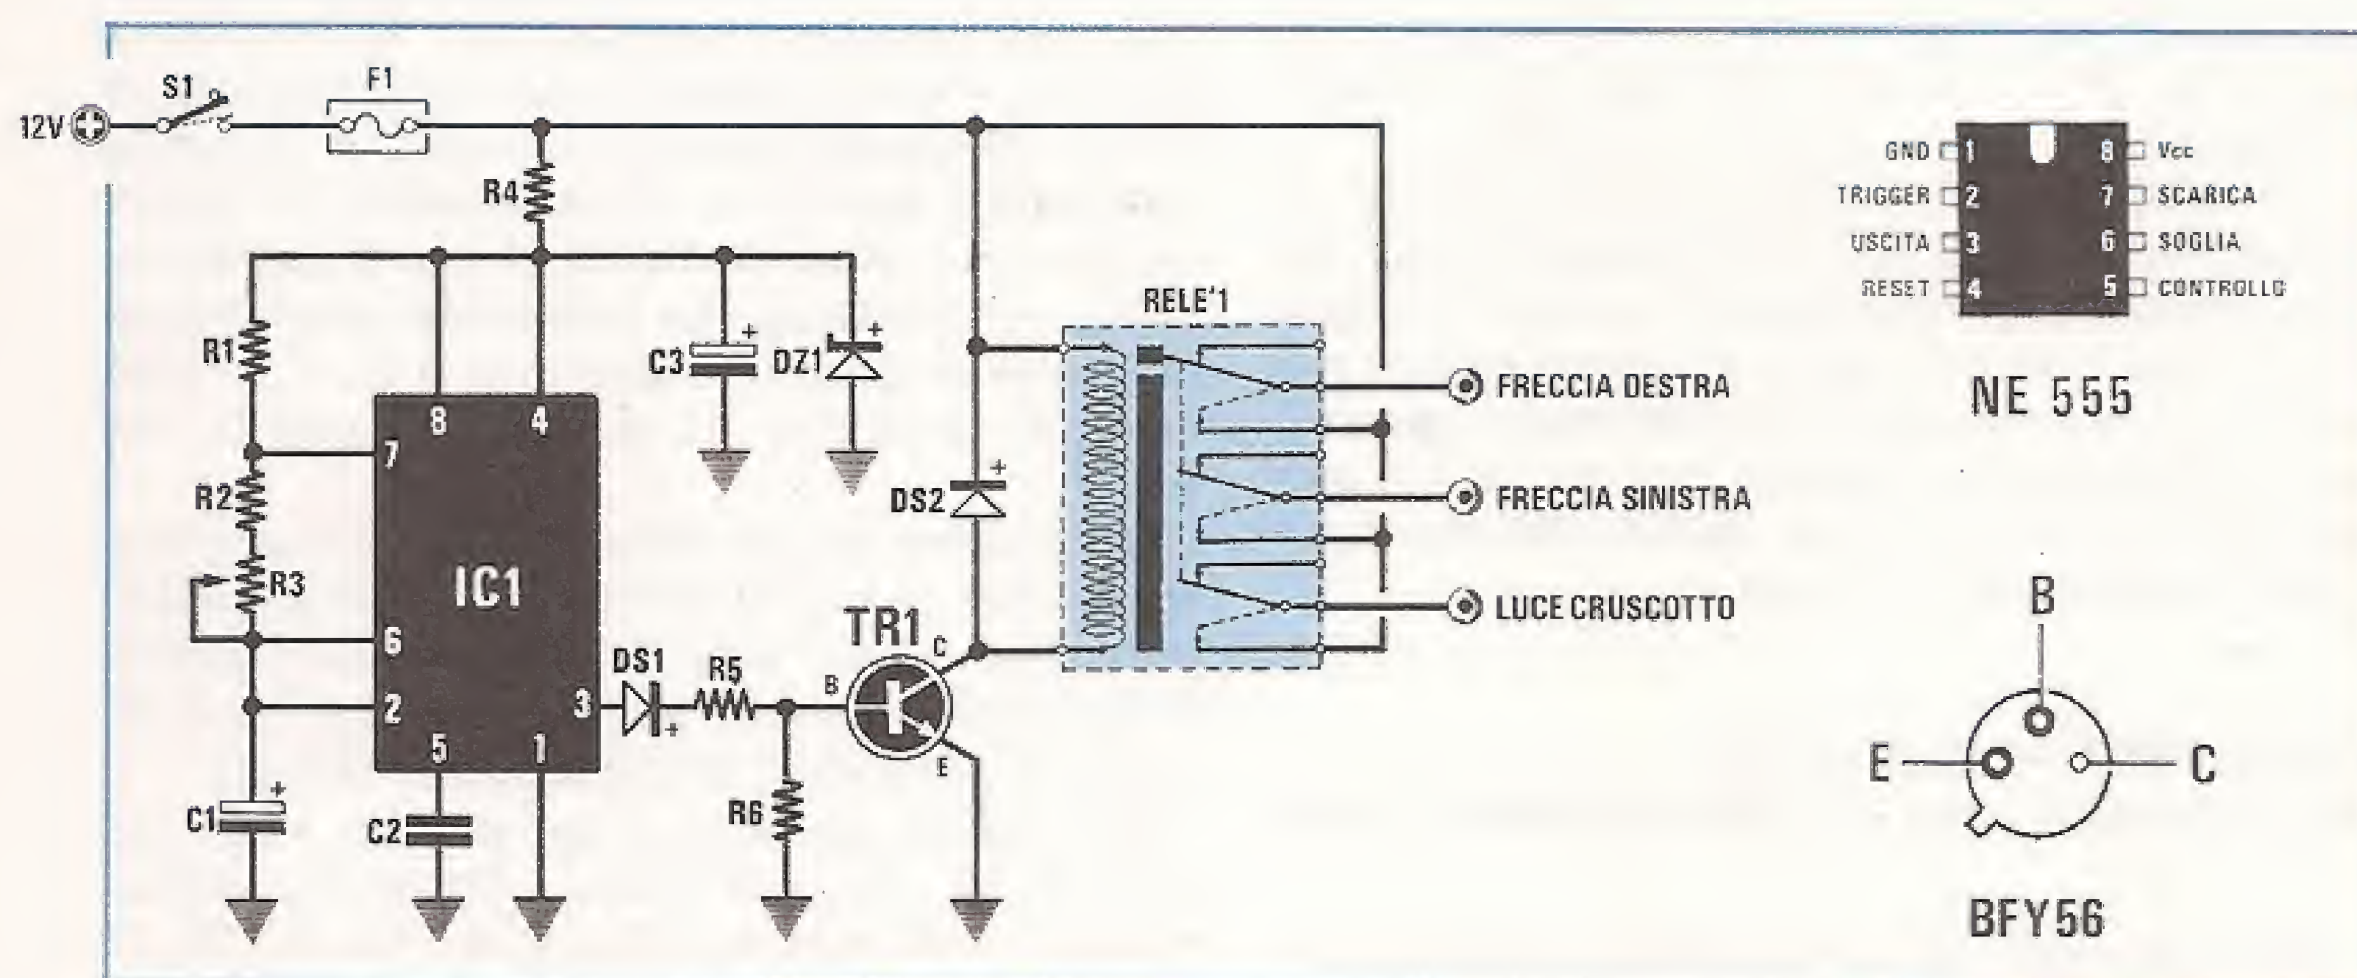 12V
S1
F1
R4
R1
R2
R3
C3
+
DZ1
+
8
4
7
6
2
5
1
3
IC1
C1
+
C2
DS1
+
R5
R6
TR1
B
C
E
DS2
+
RELE'1
FRECCIA DESTRA
FRECCIA SINISTRA
LUCE CRUSCOTTO
GND 1 8 Vcc
TRIGGER 2 7 SCARICA
USCITA 3 6 SOGLIA
RESET 4 5 CONTROLLO
NE 555
B
E
C
BFY56